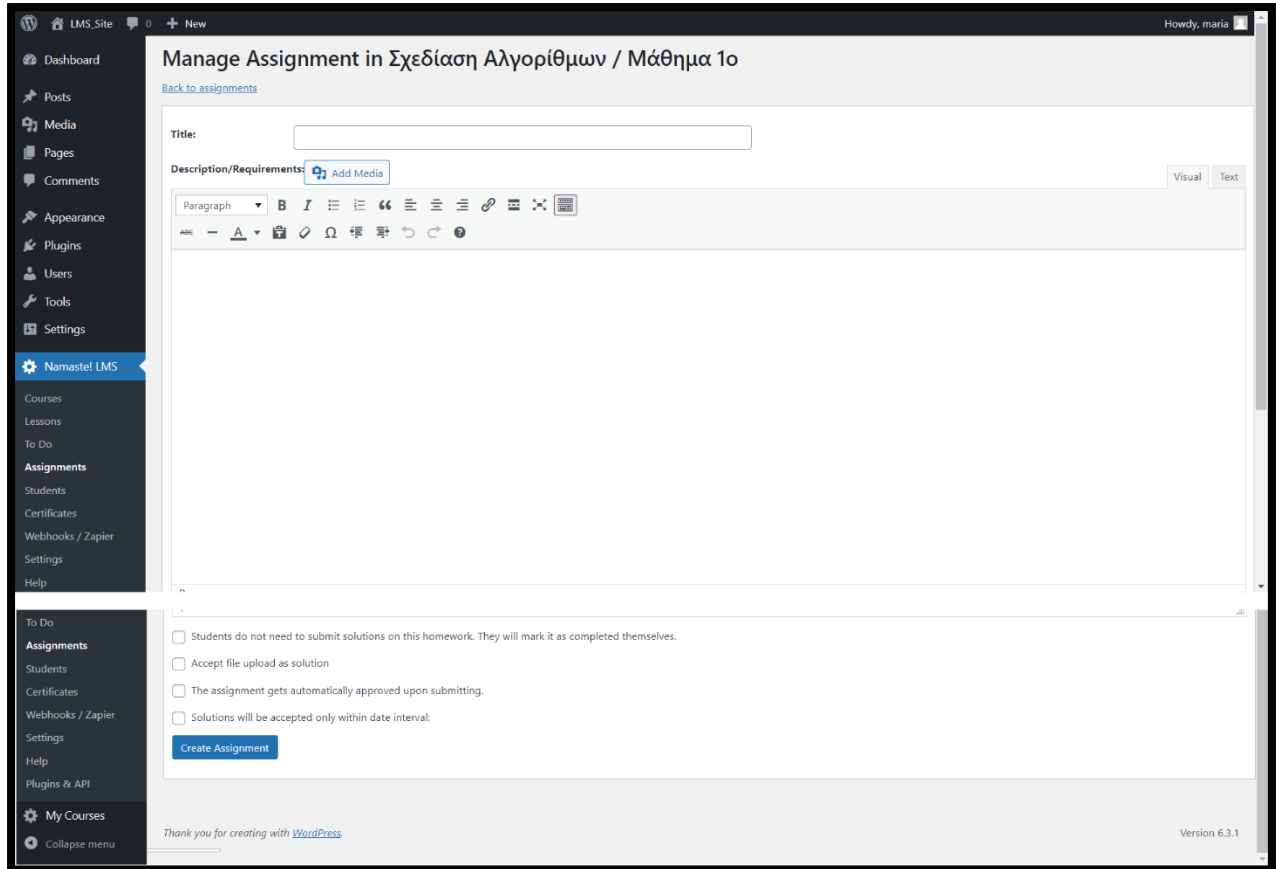 LMS_Site 0 New Howdy, maria
Dashboard
Posts
Media
Pages
Comments
Appearance
Plugins
Users
Tools
Settings
Namaste! LMS
Courses
Lessons
To Do
Assignments
Students
Certificates
Webhooks / Zapier
Settings
Help
Manage Assignment in Σχεδίαση Αλγορίθμων / Μάθημα 1ο
Back to assignments
Title:
Description/Requirements: Add Media Visual Text
Paragraph B I
ABC A Ω
To Do
Assignments
Students
Certificates
Webhooks / Zapier
Settings
Help
Plugins & API
My Courses
Collapse menu
Students do not need to submit solutions on this homework. They will mark it as completed themselves.
Accept file upload as solution
The assignment gets automatically approved upon submitting.
Solutions will be accepted only within date interval:
Create Assignment
Thank you for creating with WordPress. Version 6.3.1